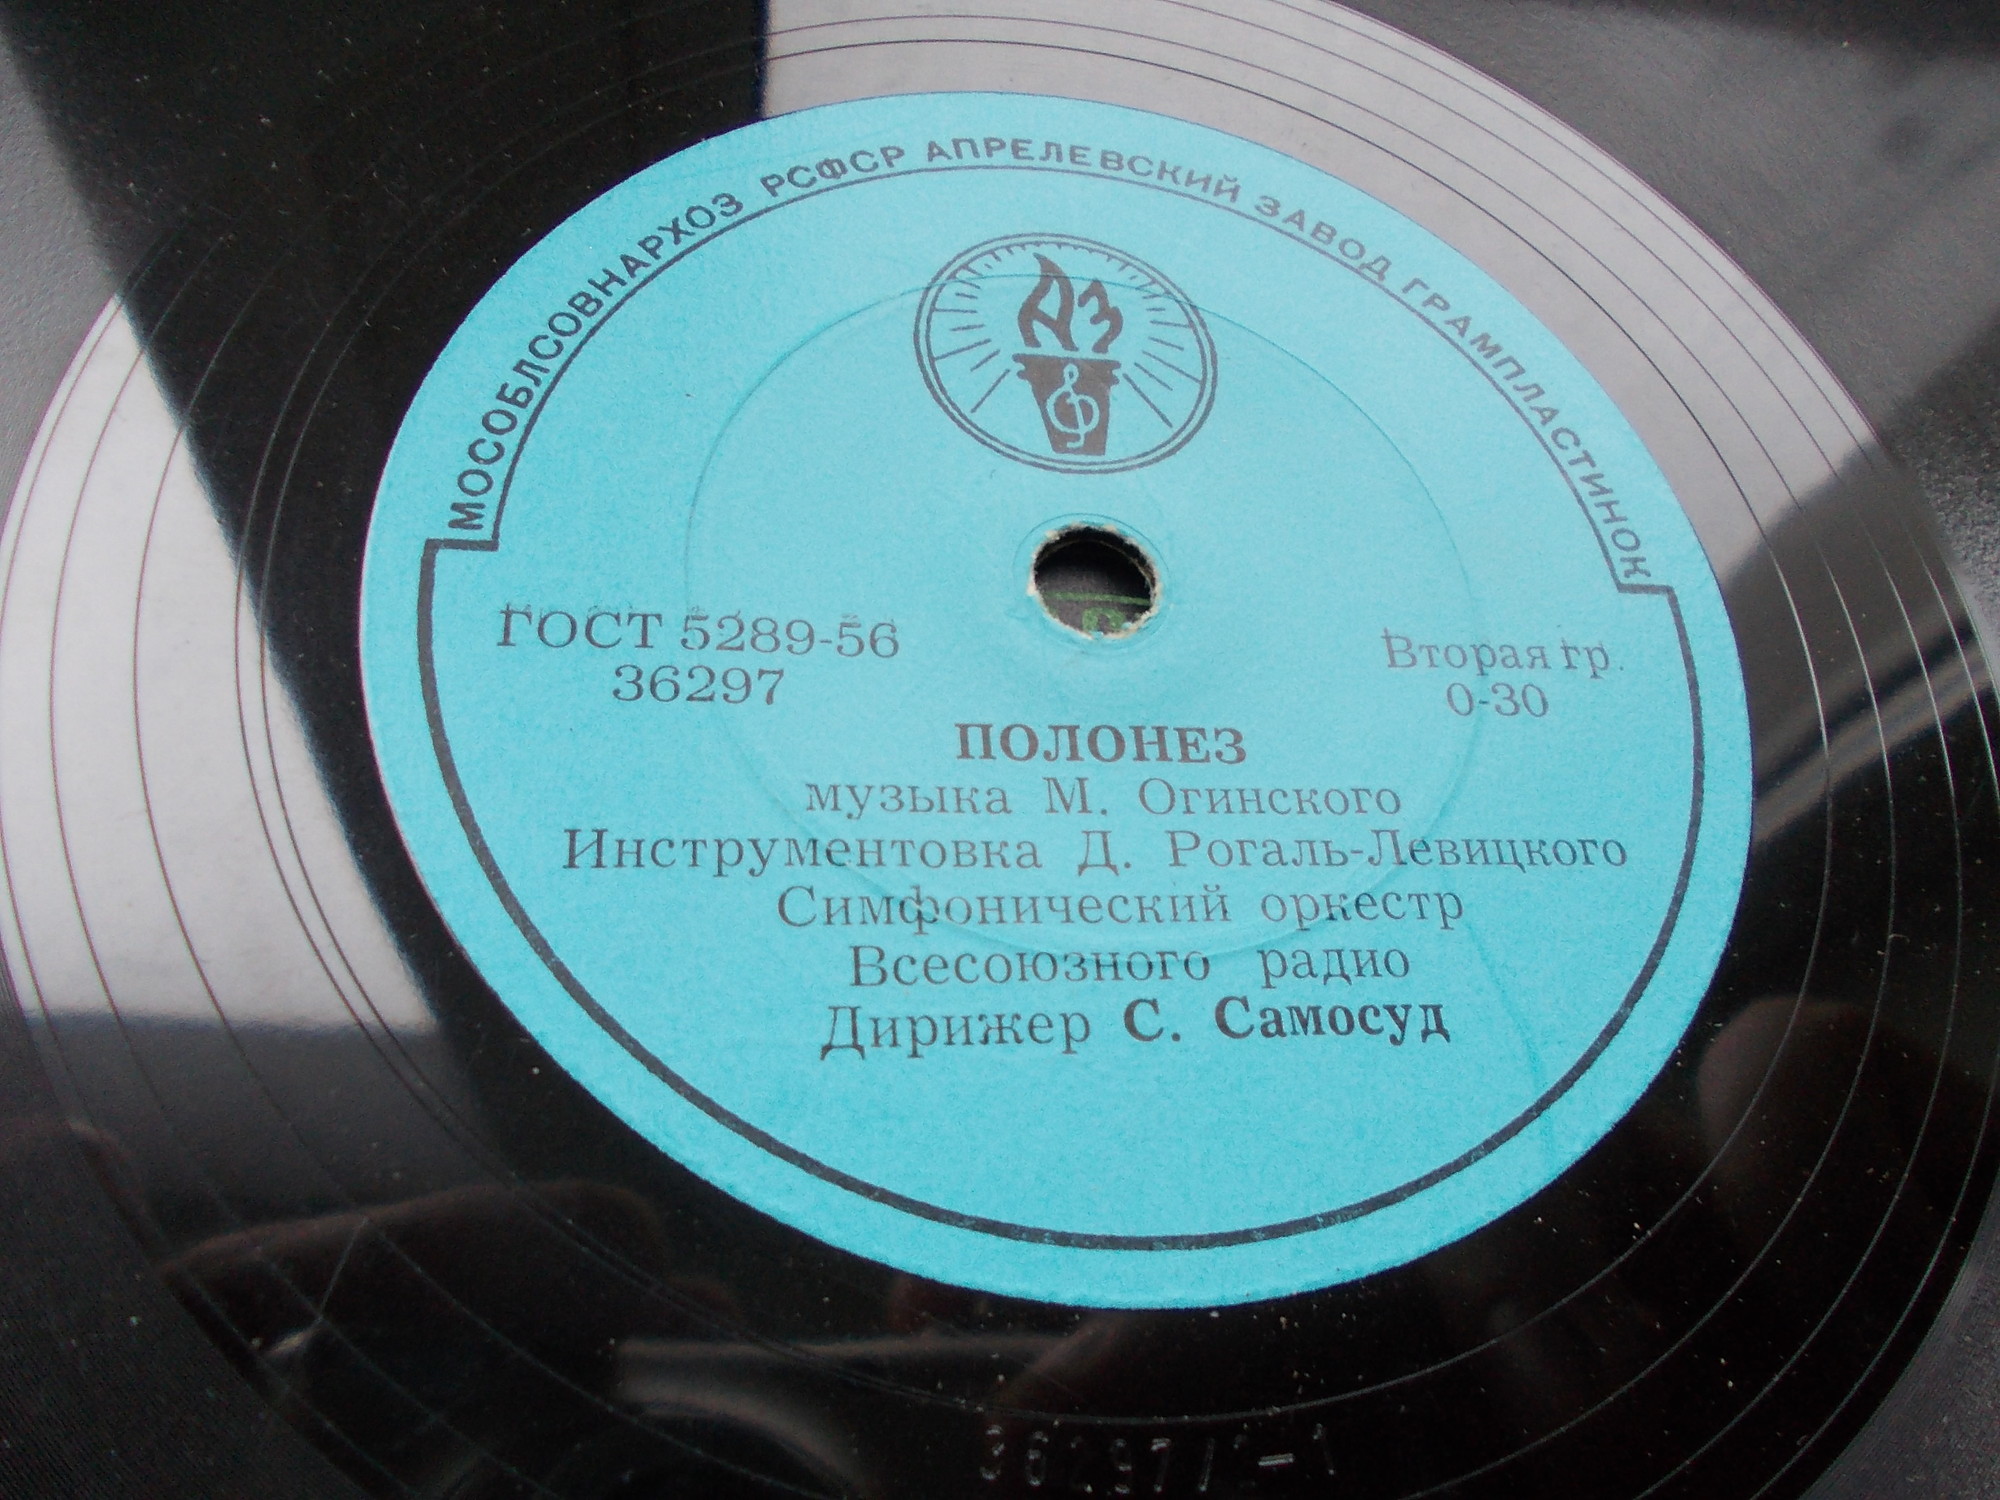 МОСОБЛСОВНАРХОЗ РСФСР АПРЕЛЕВСКИЙ ЗАВОД ГРАМПЛАСТИНОК
АЗ
ГОСТ 5289-56
36297
Вторая гр.
0-30
ПОЛОНЕЗ
музыка М. Огинского
Инструментовка Д. Рогаль-Левицкого
Симфонический оркестр
Всесоюзного радио
Дирижер С. Самосуд